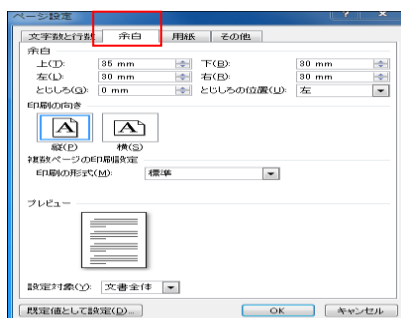 ページ設定
文字数と行数 余白 用紙 その他
余白
上(T): 35 mm 下(B): 30 mm
左(L): 30 mm 右(R): 30 mm
とじしろ(G): 0 mm とじしろの位置(U): 左
印刷の向き
A A
縦(P) 横(S)
複数ページの印刷設定
印刷の形式(M): 標準
プレビュー
設定対象(Y): 文書全体
既定値として設定(D)... OK キャンセル